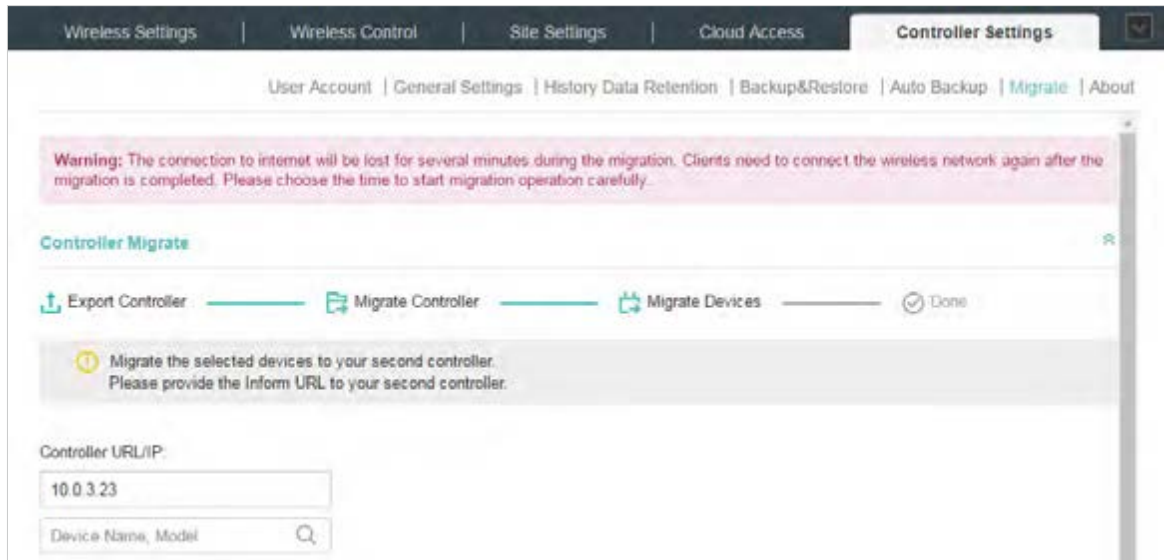 Wireless Settings | Wireless Control | Site Settings | Cloud Access Controller Settings
User Account | General Settings | History Data Retention | Backup&Restore | Auto Backup | Migrate | About
Warning: The connection to internet will be lost for several minutes during the migration. Clients need to connect the wireless network again after the
migration is completed. Please choose the time to start migration operation carefully.
Controller Migrate
Export Controller Migrate Controller Migrate Devices Done
Migrate the selected devices to your second controller.
Please provide the Inform URL to your second controller.
Controller URL/IP:
10.0.3.23
Device Name, Model